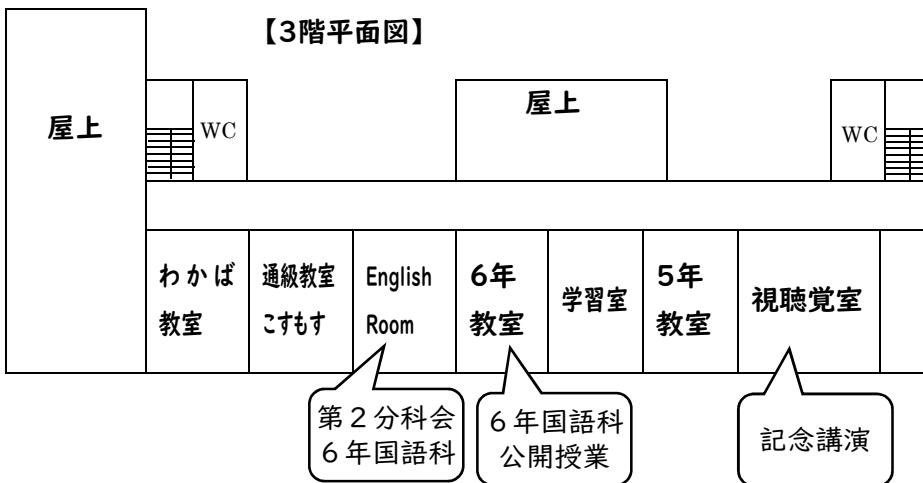 【3階平面図】
屋上
WC
屋上
WC
わかば
教室
通級教室
こすもす
English
Room
6年
教室
学習室
5年
教室
視聴覚室
第2分科会
6年国語科
6年国語科
公開授業
記念講演